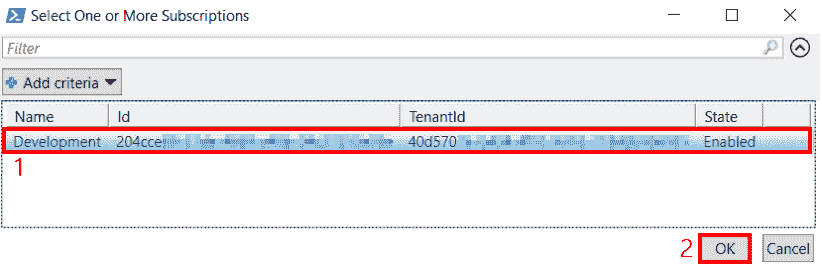 Select One or More Subscriptions
Filter
Add criteria
Name Id TenantId State
Development 204cce 40d570 Enabled
1
2 OK Cancel